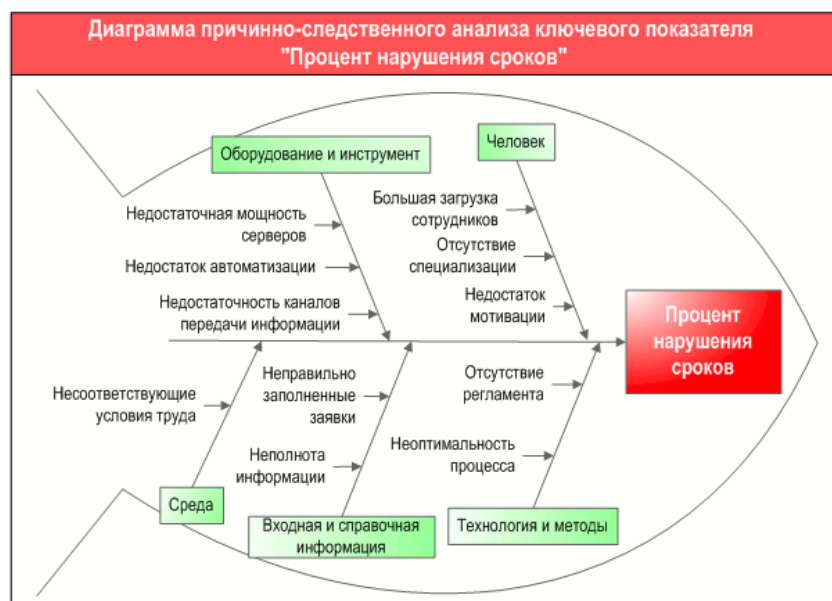 Диаграмма причинно-следственного анализа ключевого показателя
"Процент нарушения сроков"
Оборудование и инструмент
Человек
Недостаточная мощность
серверов
Недостаток автоматизации
Недостаточность каналов
передачи информации
Большая загрузка
сотрудников
Отсутствие
специализации
Недостаток
мотивации
Процент
нарушения
сроков
Несоответствующие
условия труда
Неправильно
заполненные
заявки
Неполнота
информации
Отсутствие
регламента
Неоптимальность
процесса
Среда
Входная и справочная
информация
Технология и методы